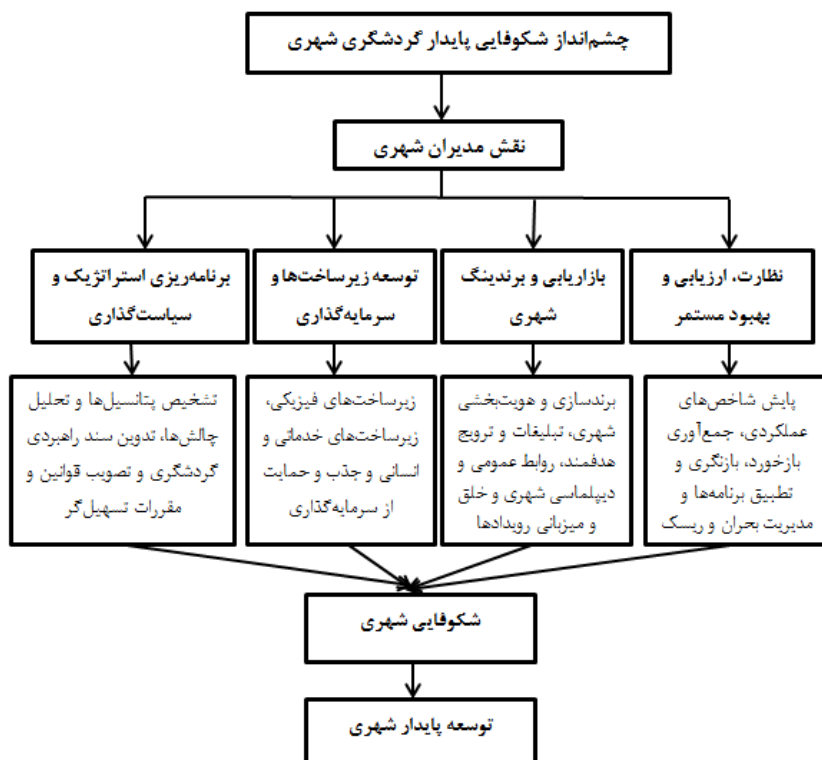 چشم‌انداز شکوفایی پایدار گردشگری شهری
نقش مدیران شهری
نظارت، ارزیابی و
بهبود مستمر
بازاریابی و برندینگ
شهری
توسعه زیرساخت‌ها و
سرمایه‌گذاری
برنامه‌ریزی استراتژیک و
سیاست‌گذاری
پایش شاخص‌های
عملکردی، جمع‌آوری
بازخورد، بازنگری و
تطبیق برنامه‌ها و
مدیریت بحران و ریسک
برندسازی و هویت‌بخشی
شهری، تبلیغات و ترویج
هدفمند، روابط عمومی و
دیپلماسی شهری و خلق
و میزبانی رویدادها
زیرساخت‌های فیزیکی،
زیرساخت‌های خدماتی و
انسانی و جذب و حمایت
از سرمایه‌گذاری
تشخیص پتانسیل‌ها و تحلیل
چالش‌ها، تدوین سند راهبردی
گردشگری و تصویب قوانین و
مقررات تسهیل‌گر
شکوفایی شهری
توسعه پایدار شهری